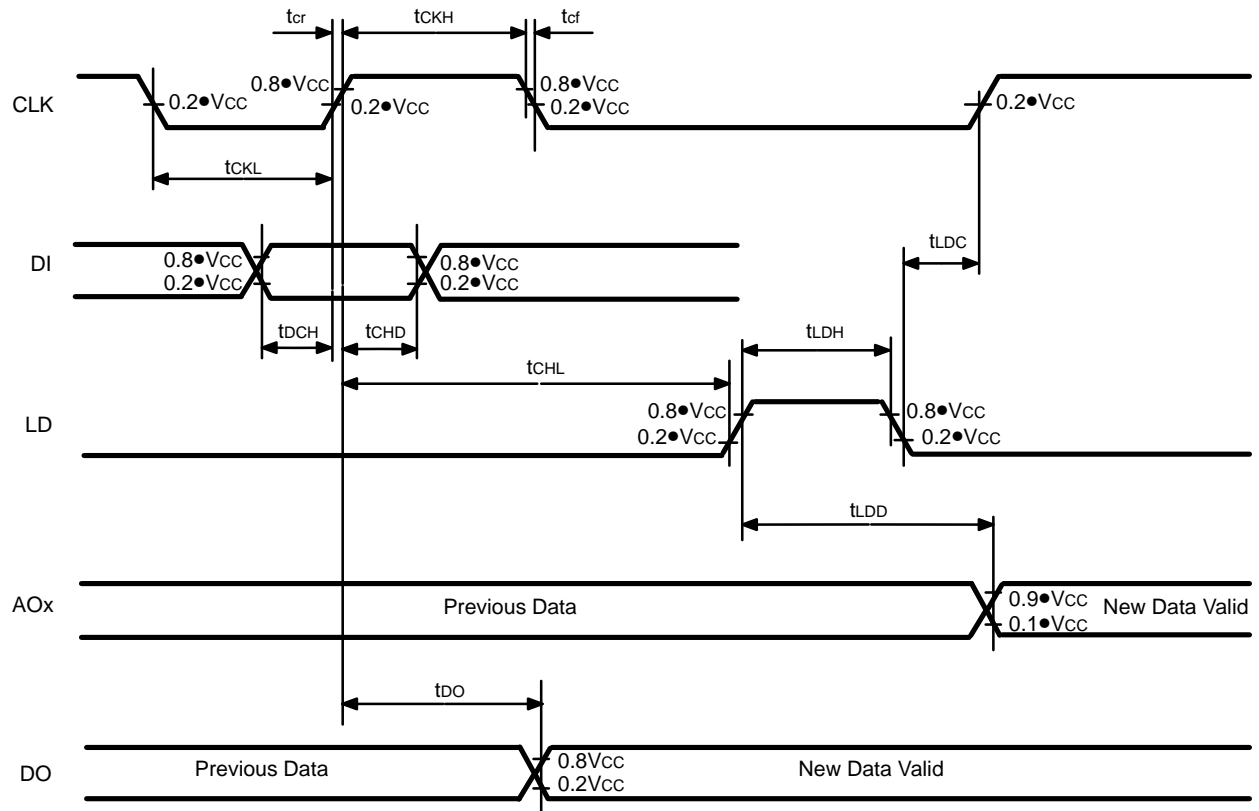 tcr
tCKH
tcf
CLK
0.2●VCC
0.8●VCC
0.2●VCC
0.8●VCC
0.2●VCC
0.2●VCC
tCKL
DI
0.8●VCC
0.2●VCC
0.8●VCC
0.2●VCC
tLDC
tDCH
tCHD
tLDH
tCHL
LD
0.8●VCC
0.2●VCC
0.8●VCC
0.2●VCC
tLDD
AOx
Previous Data
0.9●VCC
0.1●VCC
New Data Valid
tDO
DO
Previous Data
0.8VCC
0.2VCC
New Data Valid